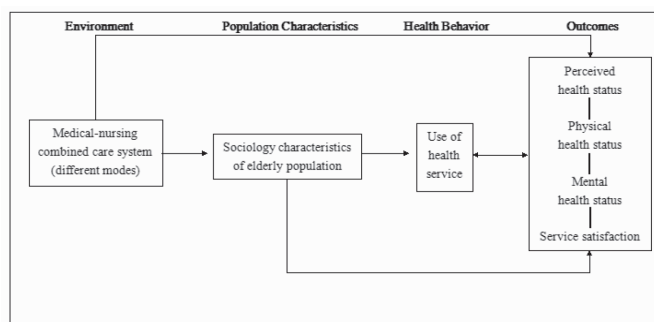 Environment Population Characteristics Health Behavior Outcomes
Medical-nursing
combined care system
(different modes)
Sociology characteristics
of elderly population
Use of
health
service
Perceived
health status
Physical
health status
Mental
health status
Service satisfaction